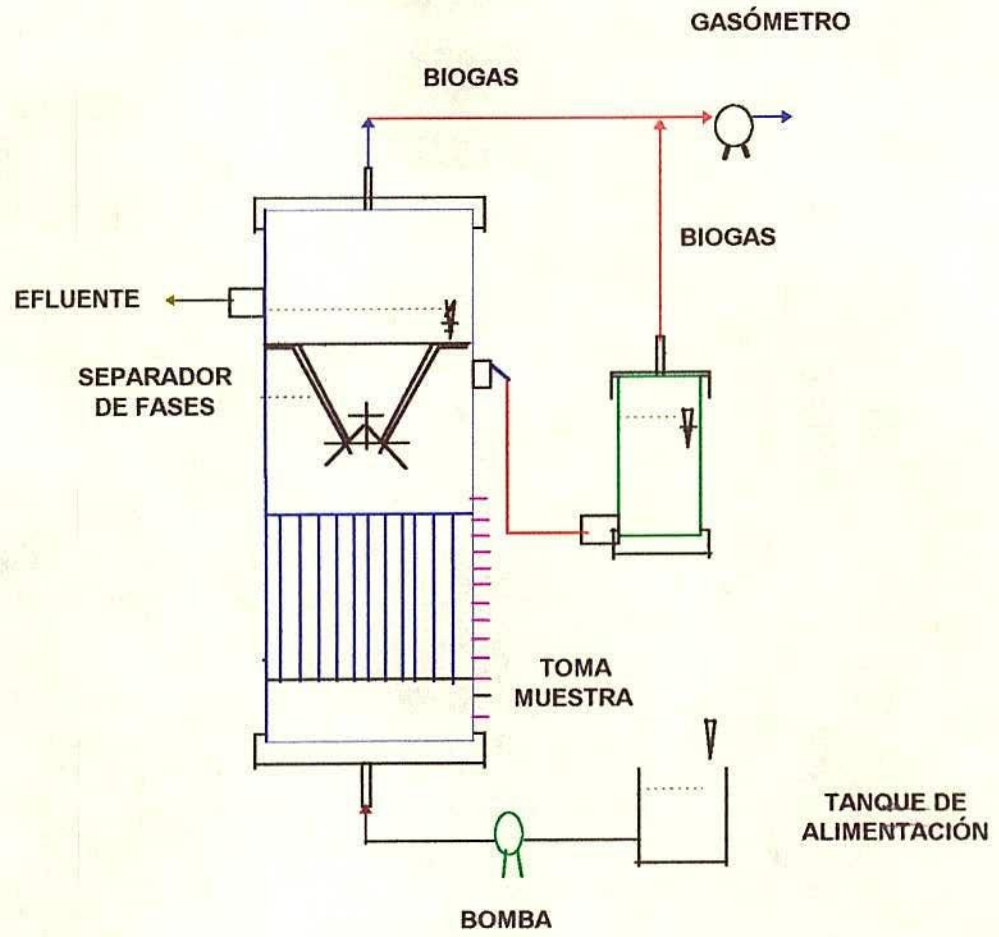 GASÓMETRO
BIOGAS
BIOGAS
EFLUENTE
SEPARADOR
DE FASES
TOMA
MUESTRA
TANQUE DE
ALIMENTACIÓN
BOMBA